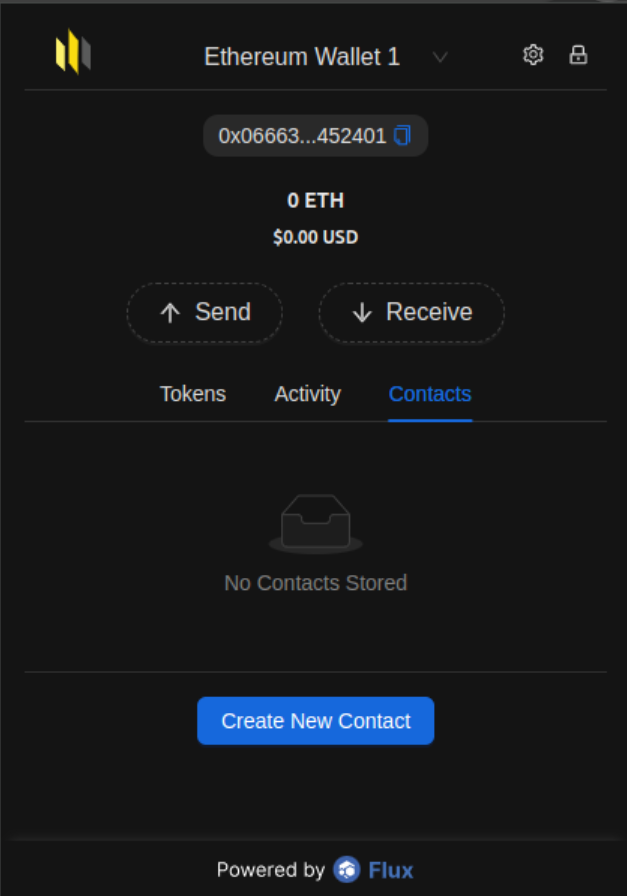 Ethereum Wallet 1
0x06663...452401
0 ETH
$0.00 USD
Send Receive
Tokens Activity Contacts
No Contacts Stored
Create New Contact
Powered by Flux